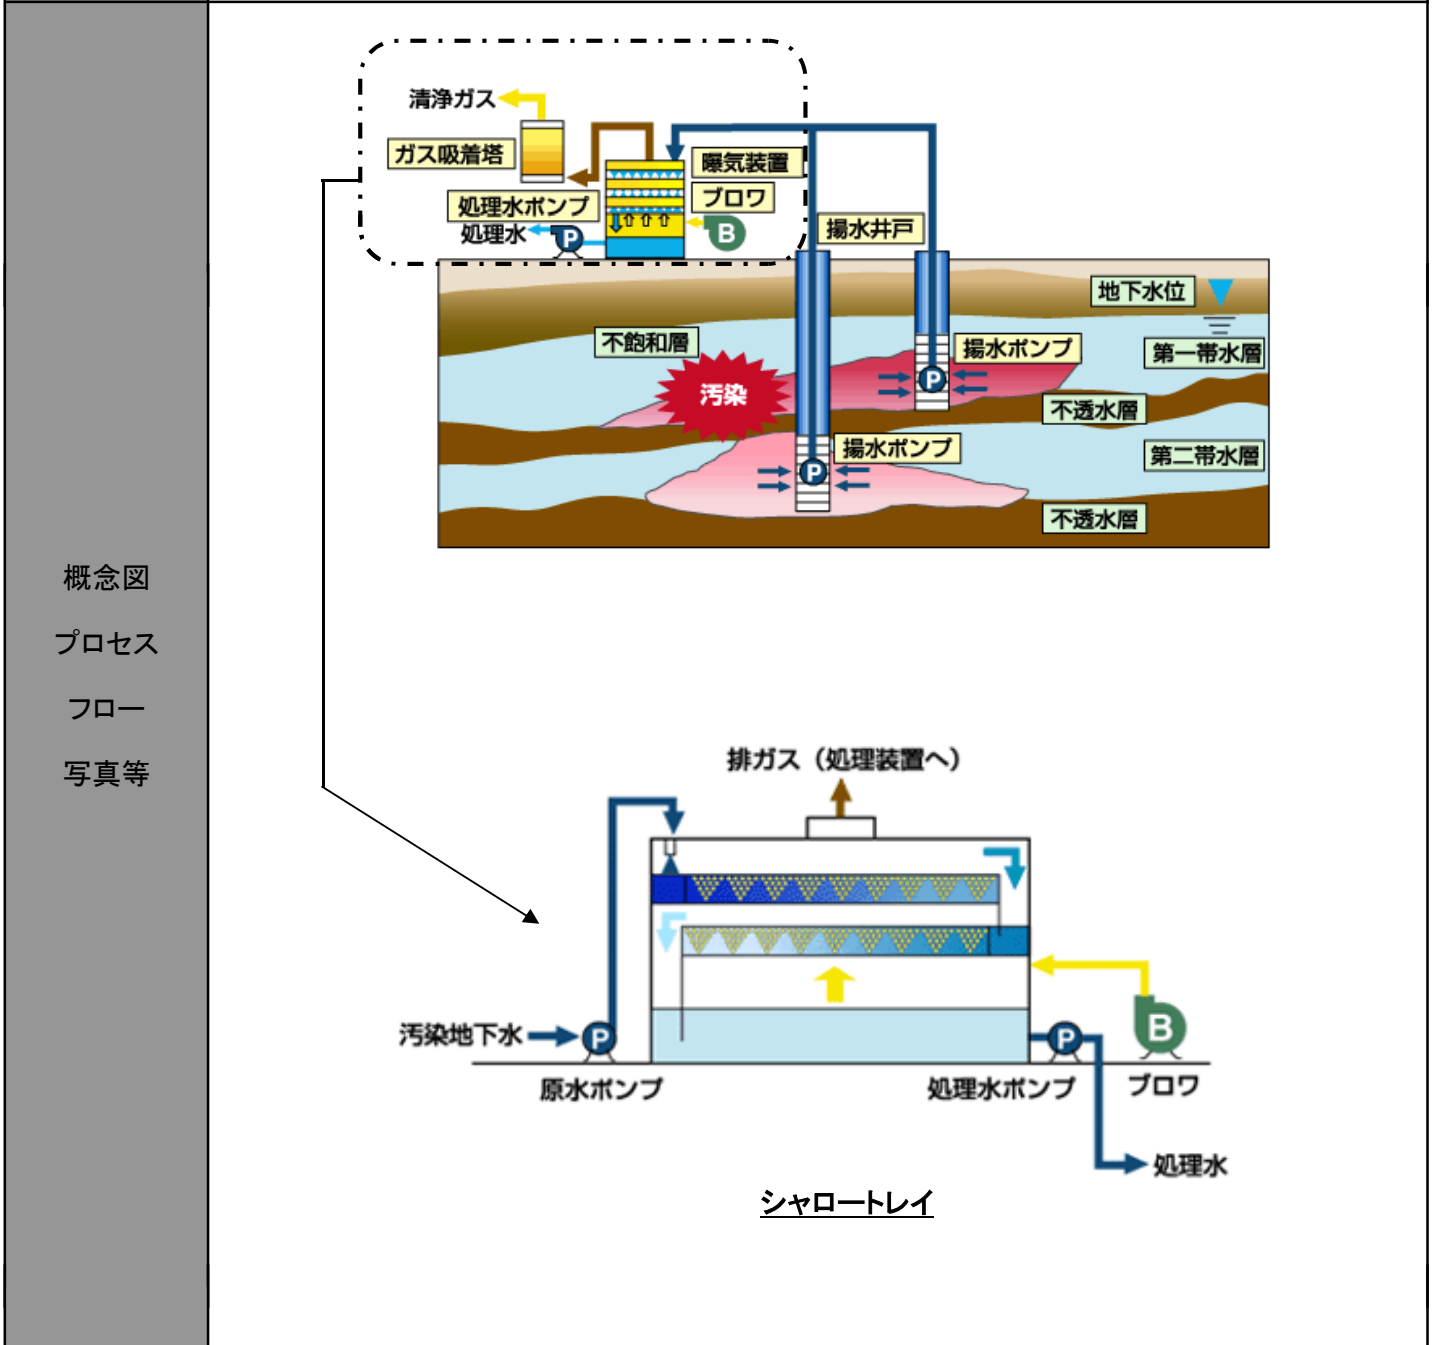 概念図
プロセス
フロー
写真等
清浄ガス
ガス吸着塔
曝気装置
処理水ポンプ
ブロワ
処理水
P
B
揚水井戸
地下水位
不飽和層
揚水ポンプ
第一帯水層
P
汚染
不透水層
揚水ポンプ
第二帯水層
P
不透水層
排ガス(処理装置へ)
汚染地下水
P
P
B
原水ポンプ
処理水ポンプ
ブロワ
処理水
シャロートレイ